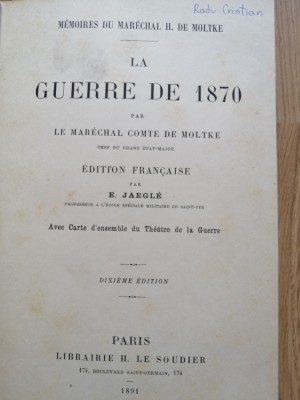 Radu Cristian
MÉMOIRES DU MARÉCHAL H. DE MOLTKE
LA
GUERRE DE 1870
PAR
LE MARÉCHAL COMTE DE MOLTKE
CHEF DU GRAND ÉTAT-MAJOR
ÉDITION FRANÇAISE
PAR
E. JAEGLÉ
PROFESSEUR A L'ÉCOLE SPÉCIALE MILITAIRE DE SAINT-CYR
Avec Carte d'ensemble du Théâtre de la Guerre
DIXIÈME ÉDITION
PARIS
LIBRAIRIE H. LE SOUDIER
174, BOULEVARD SAINT-GERMAIN, 174
1891